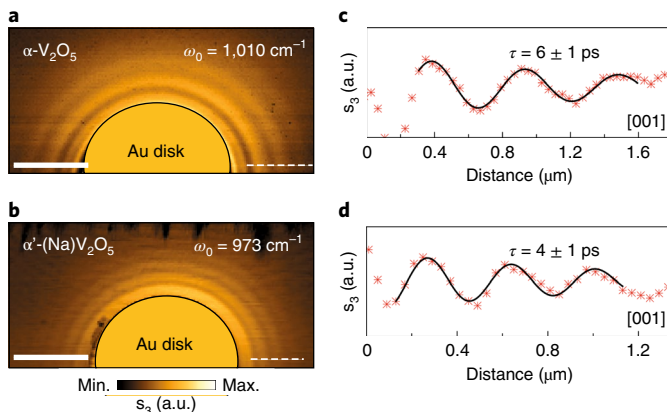 a
α-V₂O₅
ω₀ = 1,010 cm⁻¹
Au disk
b
α′-(Na)V₂O₅
ω₀ = 973 cm⁻¹
Au disk
Min.
Max.
s₃ (a.u.)
c
s₃ (a.u.)
τ = 6 ± 1 ps
[001]
0 0.4 0.8 1.2 1.6
Distance (μm)
d
s₃ (a.u.)
τ = 4 ± 1 ps
[001]
0 0.4 0.8 1.2
Distance (μm)